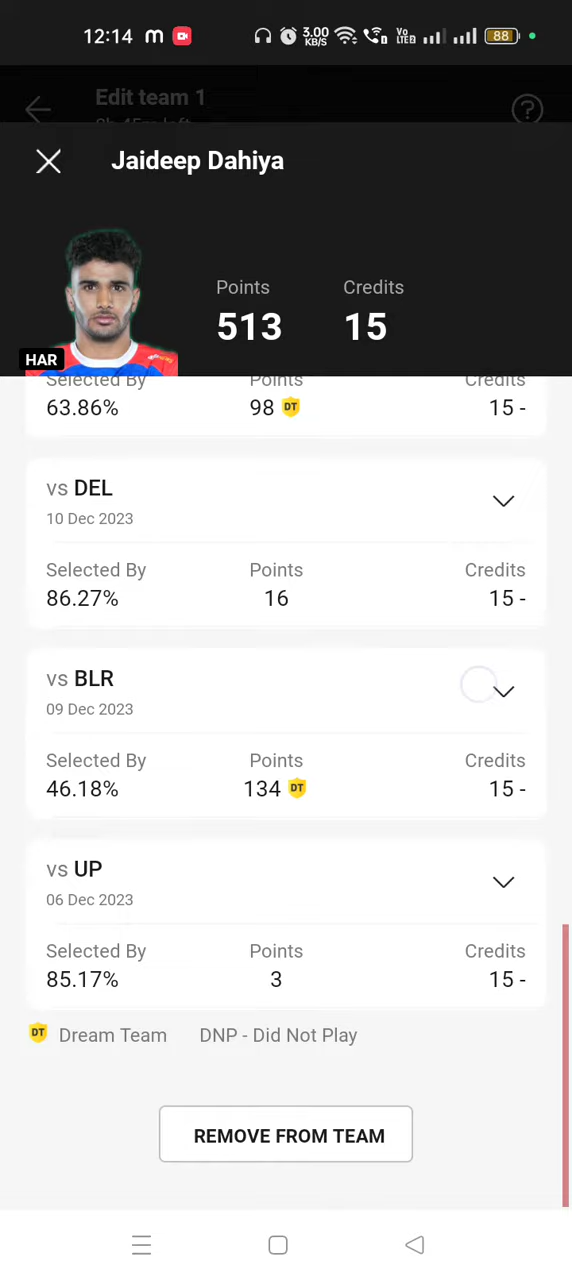 12:14 m 3.00 KB/S Vo LTE2 88
Edit team 1
Jaideep Dahiya
Points Credits
513 15
HAR
Selected By Points Credits
63.86% 98 DT 15 -
vs DEL
10 Dec 2023
Selected By Points Credits
86.27% 16 15 -
vs BLR
09 Dec 2023
Selected By Points Credits
46.18% 134 DT 15 -
vs UP
06 Dec 2023
Selected By Points Credits
85.17% 3 15 -
DT Dream Team DNP - Did Not Play
REMOVE FROM TEAM